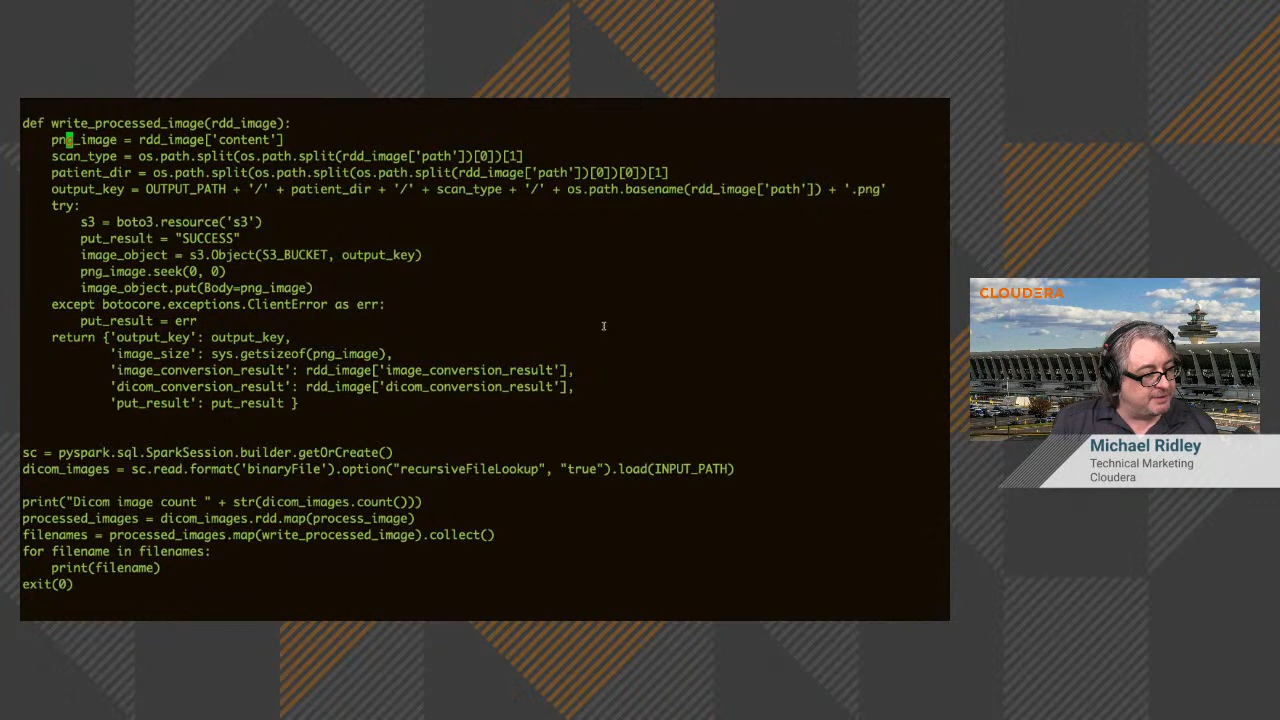 def write_processed_image(rdd_image):
    png_image = rdd_image['content']
    scan_type = os.path.split(os.path.split(rdd_image['path'])[0])[1]
    patient_dir = os.path.split(os.path.split(os.path.split(rdd_image['path'])[0])[0])[1]
    output_key = OUTPUT_PATH + '/' + patient_dir + '/' + scan_type + '/' + os.path.basename(rdd_image['path']) + '.png'
    try:
        s3 = boto3.resource('s3')
        put_result = "SUCCESS"
        image_object = s3.Object(S3_BUCKET, output_key)
        png_image.seek(0, 0)
        image_object.put(Body=png_image)
    except botocore.exceptions.ClientError as err:
        put_result = err
    return {'output_key': output_key,
            'image_size': sys.getsizeof(png_image),
            'image_conversion_result': rdd_image['image_conversion_result'],
            'dicom_conversion_result': rdd_image['dicom_conversion_result'],
            'put_result': put_result }
sc = pyspark.sql.SparkSession.builder.getOrCreate()
dicom_images = sc.read.format('binaryFile').option("recursiveFileLookup", "true").load(INPUT_PATH)
print("Dicom image count " + str(dicom_images.count()))
processed_images = dicom_images.rdd.map(process_image)
filenames = processed_images.map(write_processed_image).collect()
for filename in filenames:
    print(filename)
exit(0)
CLOUDERA
Michael Ridley
Technical Marketing
Cloudera